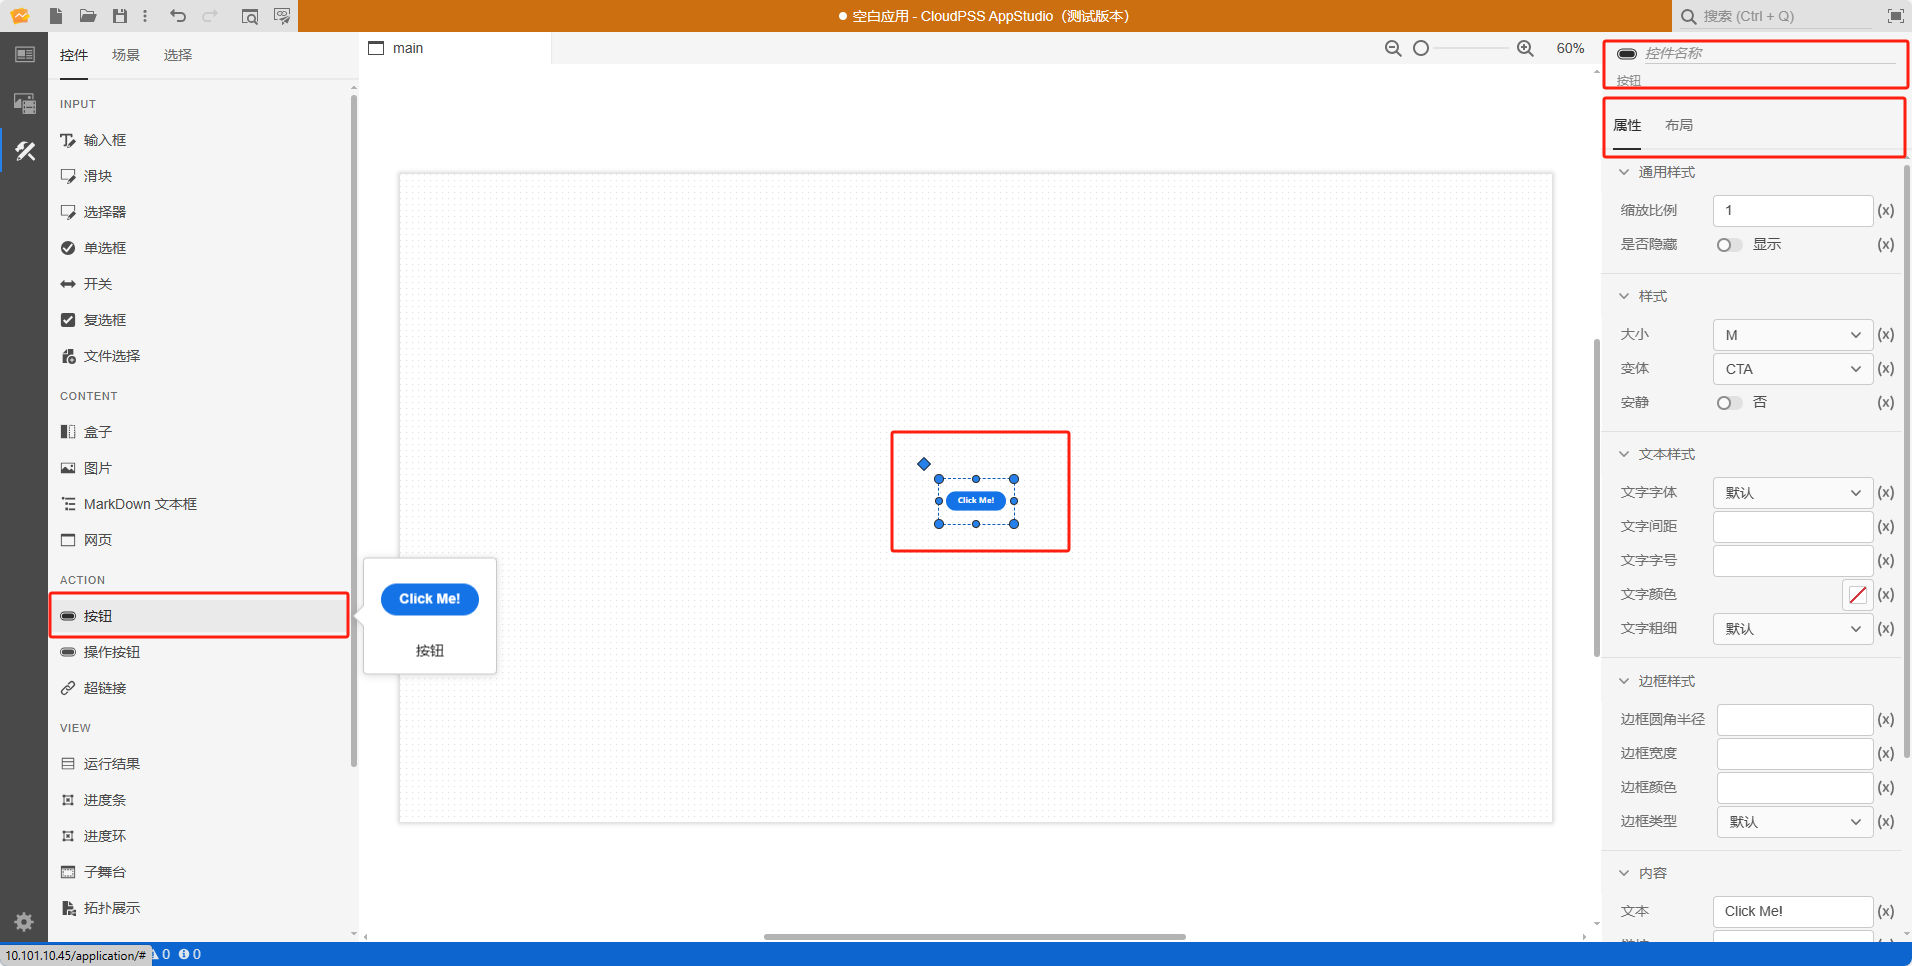 空白应用 - CloudPSS AppStudio（测试版本）
搜索 (Ctrl + Q)
控件 场景 选择
main
60%
INPUT
输入框
滑块
选择器
单选框
开关
复选框
文件选择
CONTENT
盒子
图片
MarkDown 文本框
网页
ACTION
按钮
操作按钮
超链接
VIEW
运行结果
进度条
进度环
子舞台
拓扑展示
Click Me!
按钮
Click Me!
控件名称
按钮
属性 布局
通用样式
缩放比例 1 (x)
是否隐藏 显示 (x)
样式
大小 M (x)
变体 CTA (x)
安静 否 (x)
文本样式
文字字体 默认 (x)
文字间距 (x)
文字字号 (x)
文字颜色 (x)
文字粗细 默认 (x)
边框样式
边框圆角半径 (x)
边框宽度 (x)
边框颜色 (x)
边框类型 默认 (x)
内容
文本 Click Me! (x)
10.101.10.45/application/# 0 0